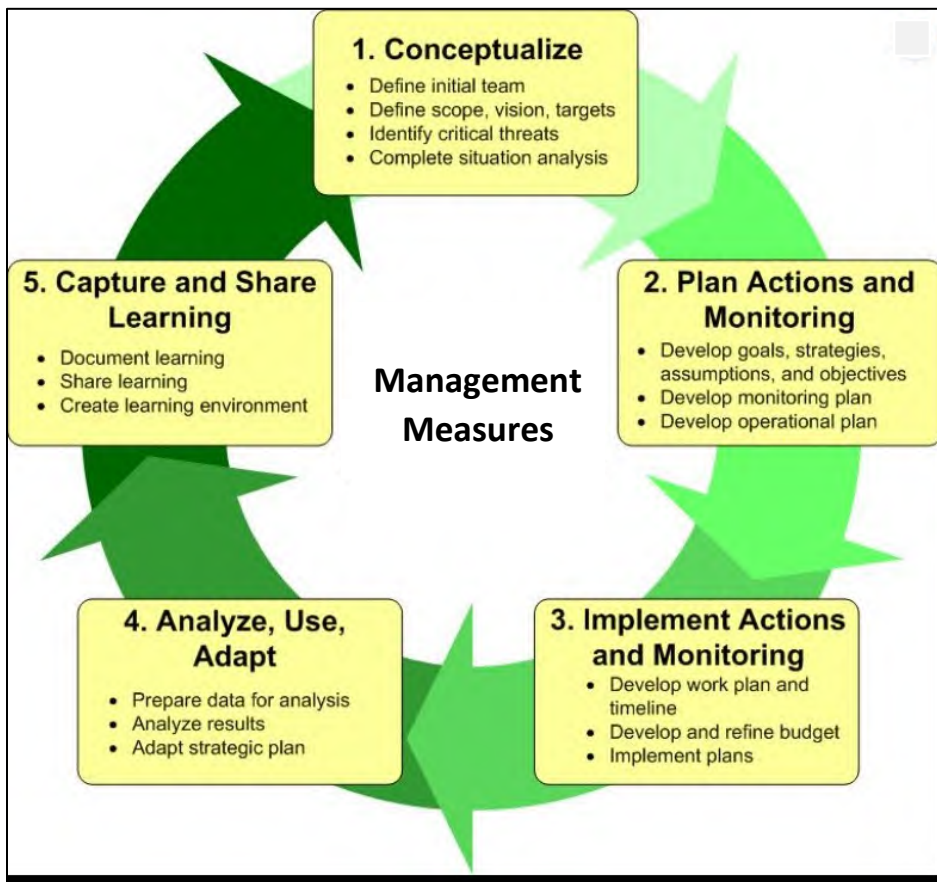 1. Conceptualize
• Define initial team
• Define scope, vision, targets
• Identify critical threats
• Complete situation analysis
2. Plan Actions and
Monitoring
• Develop goals, strategies,
assumptions, and objectives
• Develop monitoring plan
• Develop operational plan
3. Implement Actions
and Monitoring
• Develop work plan and
timeline
• Develop and refine budget
• Implement plans
4. Analyze, Use,
Adapt
• Prepare data for analysis
• Analyze results
• Adapt strategic plan
5. Capture and Share
Learning
• Document learning
• Share learning
• Create learning environment
Management
Measures